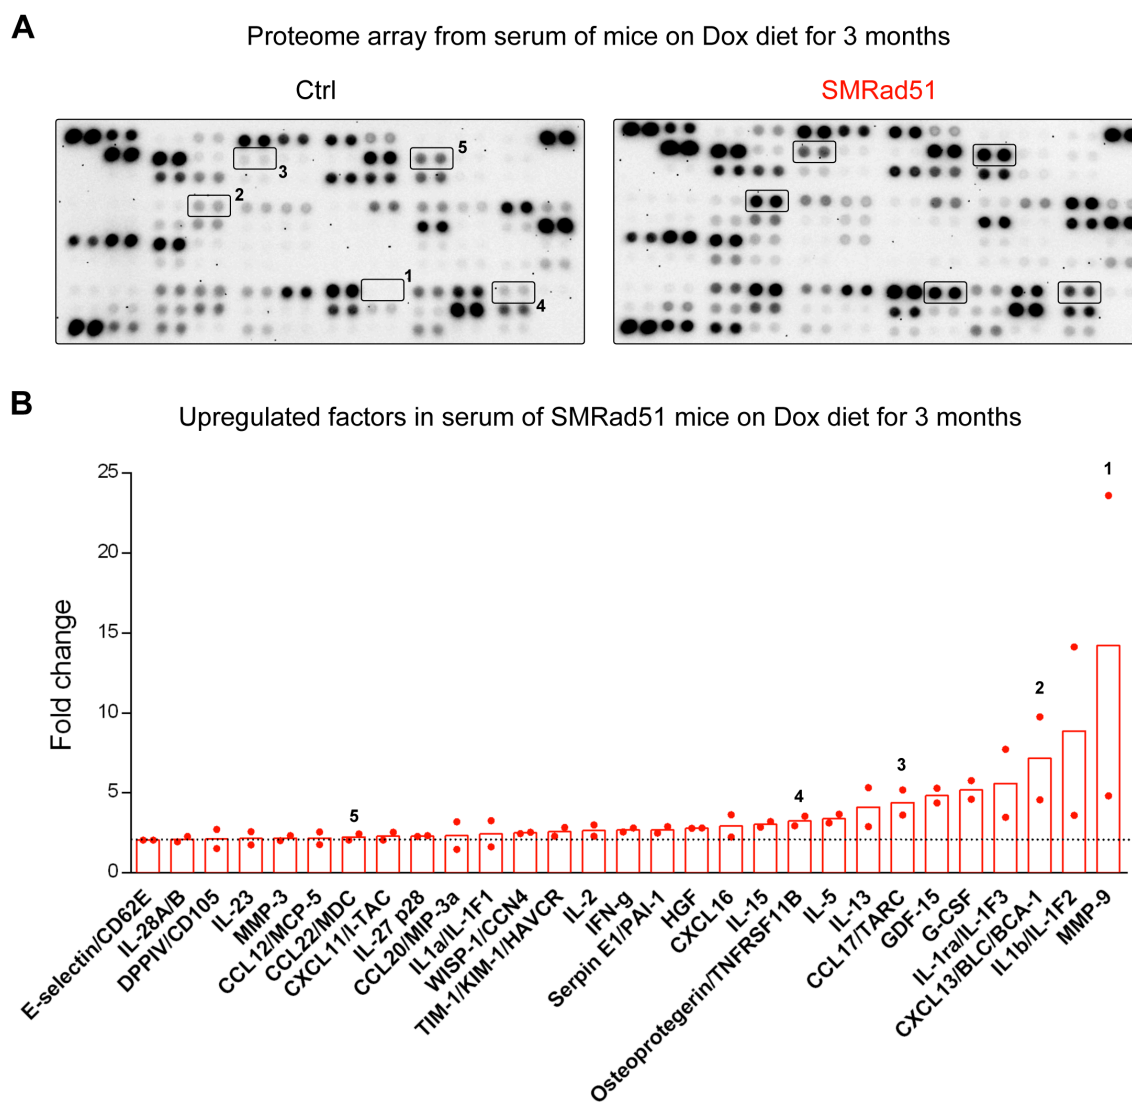 A
Proteome array from serum of mice on Dox diet for 3 months
Ctrl
SMRad51
5
3
2
1
4
B
Upregulated factors in serum of SMRad51 mice on Dox diet for 3 months
Fold change
25
20
15
10
5
0
1
2
3
4
5
E-selectin/CD62E
IL-28A/B
DPPIV/CD105
IL-23
MMP-3
CCL12/MCP-5
CCL22/MDC
CXCL11/I-TAC
IL-27 p28
CCL20/MIP-3a
IL1a/IL-1F1
WISP-1/CCN4
TIM-1/KIM-1/HAVCR
IL-2
IFN-g
Serpin E1/PAI-1
HGF
CXCL16
IL-15
Osteoprotegerin/TNFRSF11B
IL-5
IL-13
CCL17/TARC
GDF-15
G-CSF
IL-1ra/IL-1F3
CXCL13/BLC/BCA-1
IL1b/IL-1F2
MMP-9